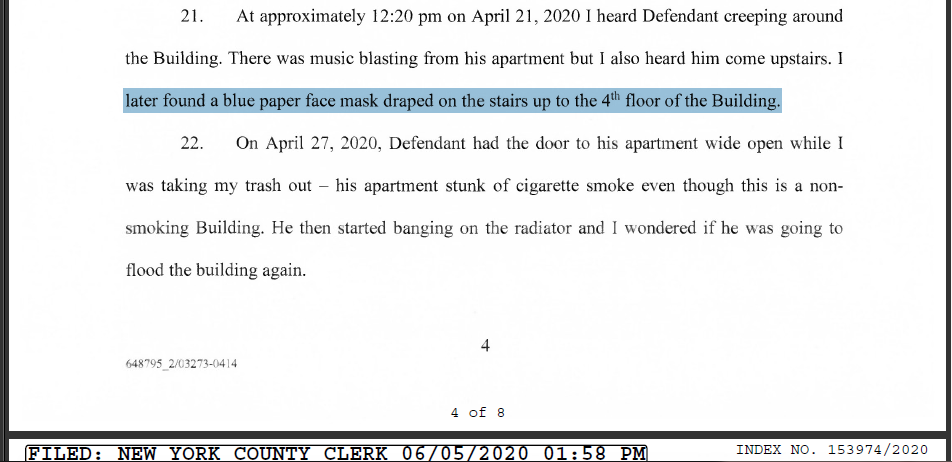 21. At approximately 12:20 pm on April 21, 2020 I heard Defendant creeping around
the Building. There was music blasting from his apartment but I also heard him come upstairs. I
later found a blue paper face mask draped on the stairs up to the 4th floor of the Building.
22. On April 27, 2020, Defendant had the door to his apartment wide open while I
was taking my trash out – his apartment stunk of cigarette smoke even though this is a non-
smoking Building. He then started banging on the radiator and I wondered if he was going to
flood the building again.
4
648795_2/03273-0414
4 of 8
FILED: NEW YORK COUNTY CLERK 06/05/2020 01:58 PM
INDEX NO. 153974/2020